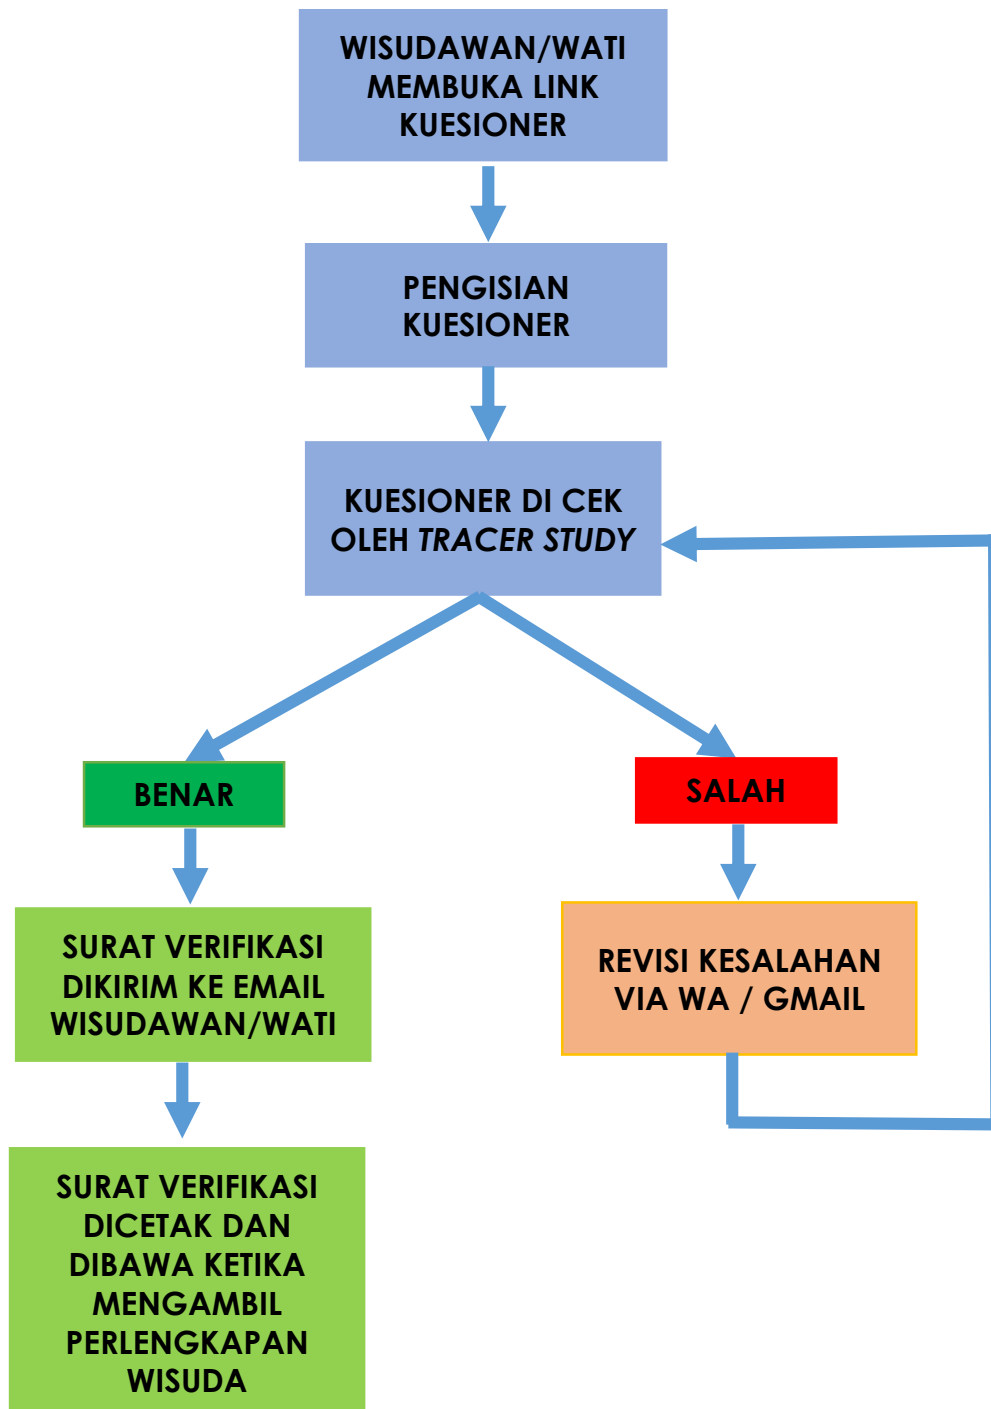 WISUDAWAN/WATI
MEMBUKA LINK
KUESIONER
PENGISIAN
KUESIONER
KUESIONER DI CEK
OLEH TRACER STUDY
BENAR
SALAH
SURAT VERIFIKASI
DIKIRIM KE EMAIL
WISUDAWAN/WATI
REVISI KESALAHAN
VIA WA / GMAIL
SURAT VERIFIKASI
DICETAK DAN
DIBAWA KETIKA
MENGAMBIL
PERLENGKAPAN
WISUDA